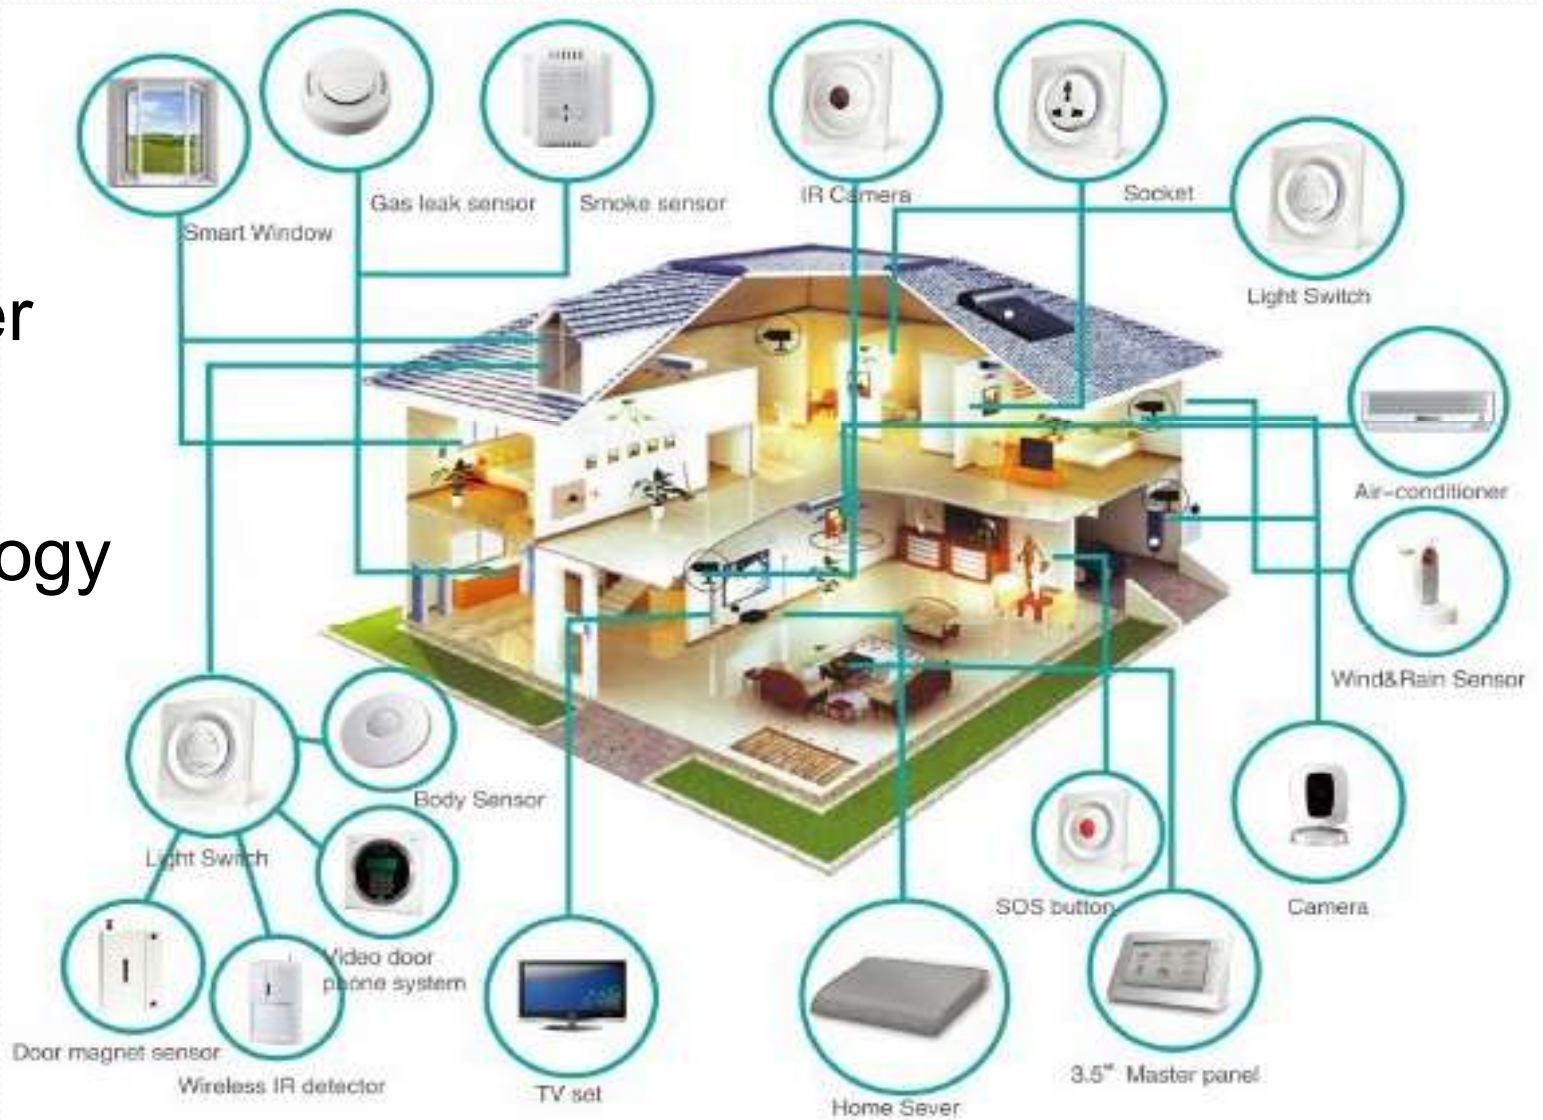 Gas leak sensor
Smoke sensor
IR Camera
Socket
Smart Window
er
Light Switch
Air-conditioner
ogy
Wind&Rain Sensor
Body Sensor
Light Switch
SOS button
Camera
Video door
phone system
Door magnet sensor
Wireless IR detector
TV set
3.5" Master panel
Home Sever